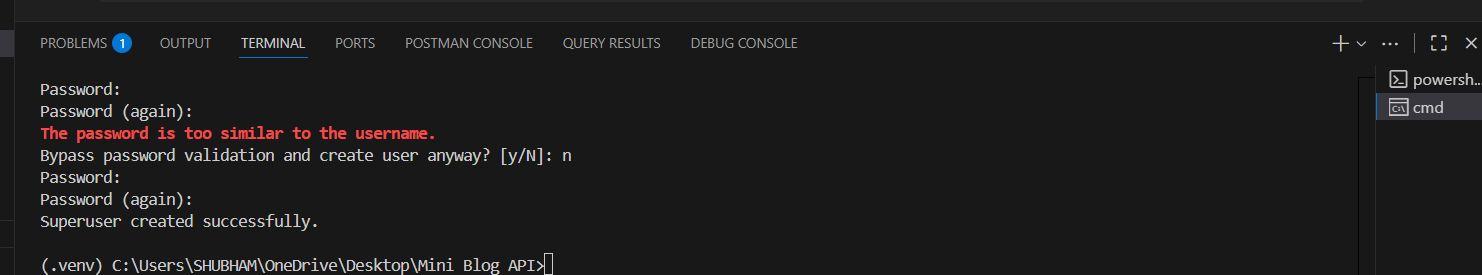 PROBLEMS 1 OUTPUT TERMINAL PORTS POSTMAN CONSOLE QUERY RESULTS DEBUG CONSOLE
Password:
Password (again):
The password is too similar to the username.
Bypass password validation and create user anyway? [y/N]: n
Password:
Password (again):
Superuser created successfully.
(.venv) C:\Users\SHUBHAM\OneDrive\Desktop\Mini Blog API>
powersh...
cmd